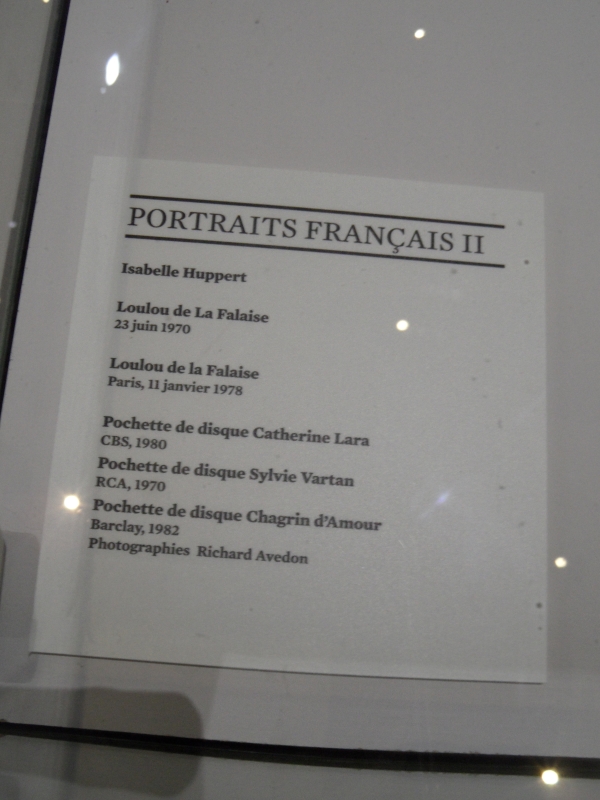 PORTRAITS FRANÇAIS II
Isabelle Huppert
Loulou de La Falaise
23 juin 1970
Loulou de la Falaise
Paris, 11 janvier 1978
Pochette de disque Catherine Lara
CBS, 1980
Pochette de disque Sylvie Vartan
RCA, 1970
Pochette de disque Chagrin d'Amour
Barclay, 1982
Photographies Richard Avedon